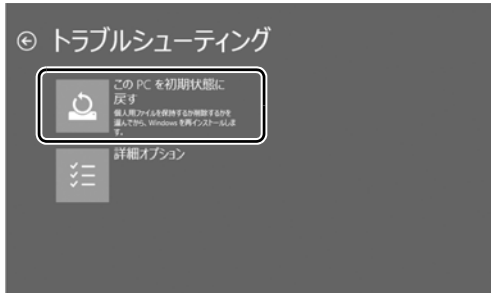 トラブルシューティング
この PC を初期状態に
戻す
個人用ファイルを保持するか削除するかを
選んでから、Windows を再インストールしま
す。
詳細オプション